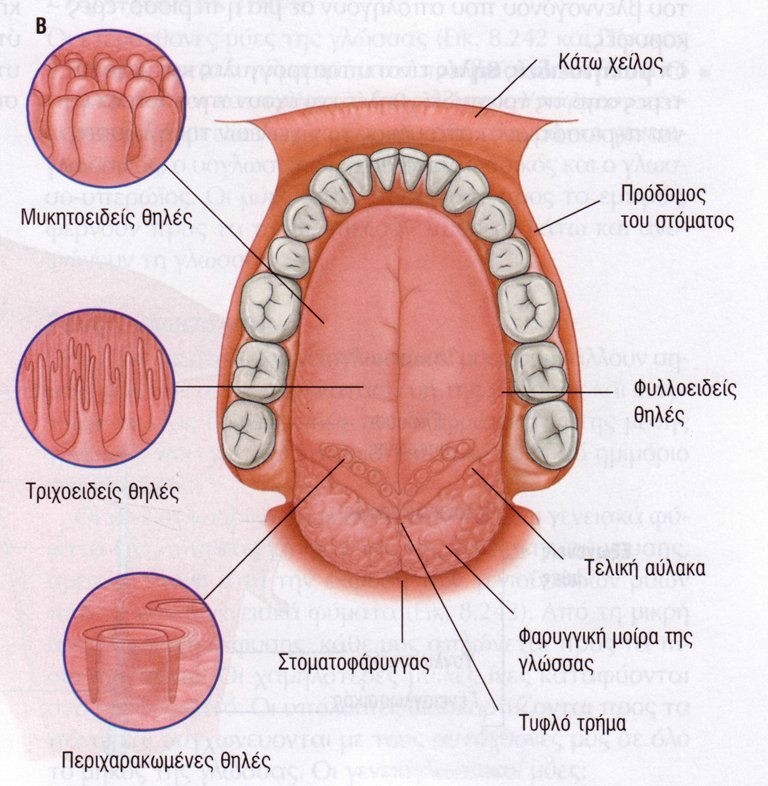 Β
Κάτω χείλος
Πρόδομος
του στόματος
Μυκητοειδείς θηλές
Φυλλοειδείς
θηλές
Τριχοειδείς θηλές
Τελική αύλακα
Φαρυγγική μοίρα της
γλώσσας
Στοματοφάρυγγας
Τυφλό τρήμα
Περιχαρακωμένες θηλές